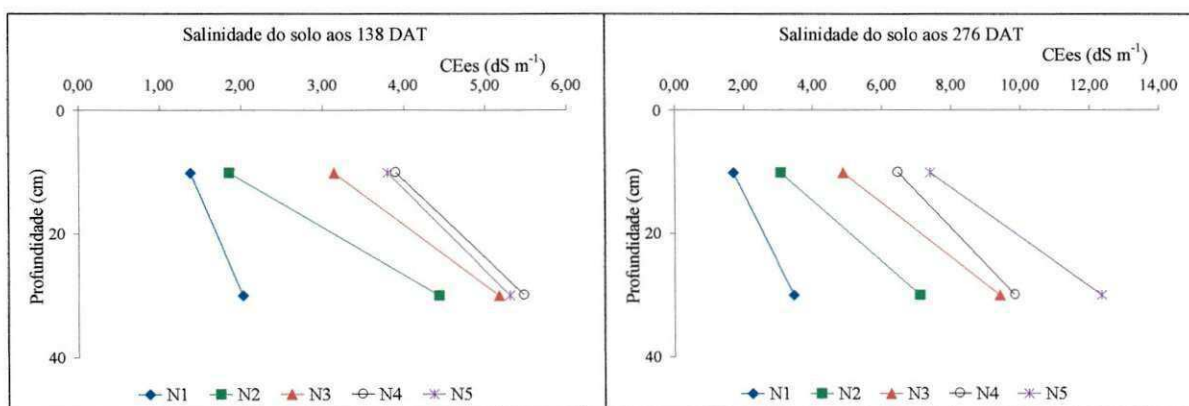 Salinidade do solo aos 138 DAT
CEes (dS m⁻¹)
0,00 1,00 2,00 3,00 4,00 5,00 6,00
0
20
40
Profundidade (cm)
N1 N2 N3 N4 N5
Salinidade do solo aos 276 DAT
CEes (dS m⁻¹)
0,00 2,00 4,00 6,00 8,00 10,00 12,00 14,00
0
20
40
Profundidade (cm)
N1 N2 N3 N4 N5